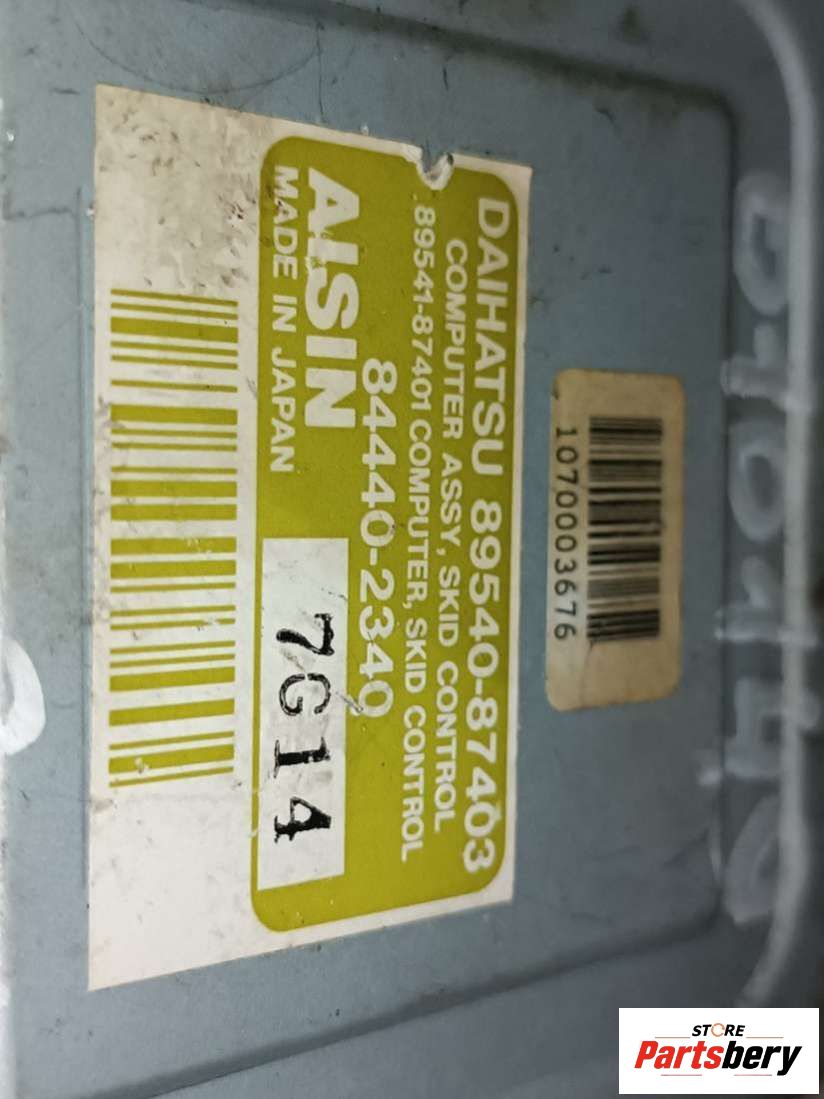 DAIHATSU 89540-87403
COMPUTER ASSY, SKID CONTROL
89541-87401 COMPUTER, SKID CONTROL
84440-2340
AISIN
MADE IN JAPAN
7G14
1070003676
STORE
Partsbery